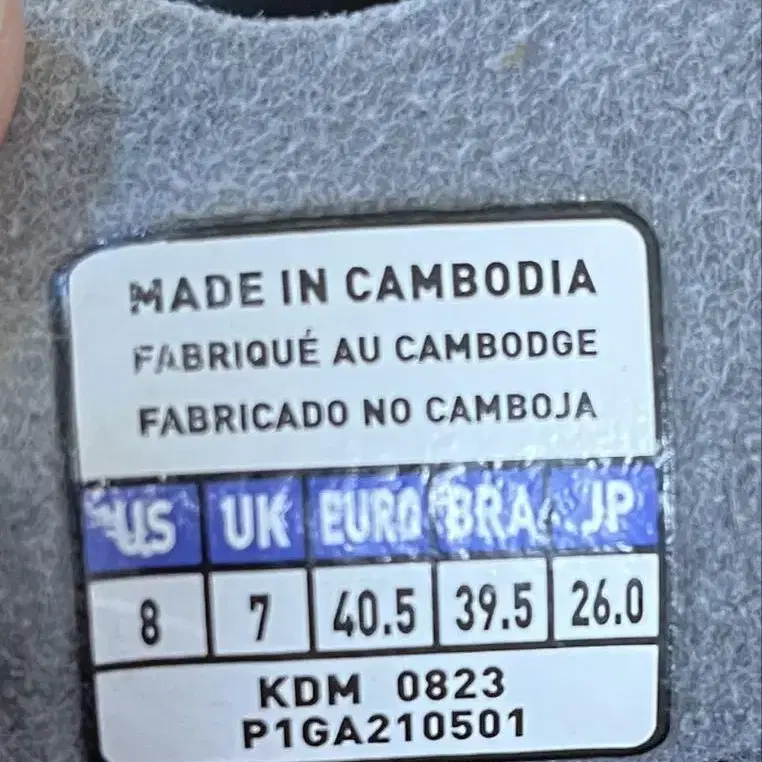 MADE IN CAMBODIA
FABRIQUÉ AU CAMBODGE
FABRICADO NO CAMBOJA
US UK EURO BRA JP
8 7 40.5 39.5 26.0
KDM 0823
P1GA210501